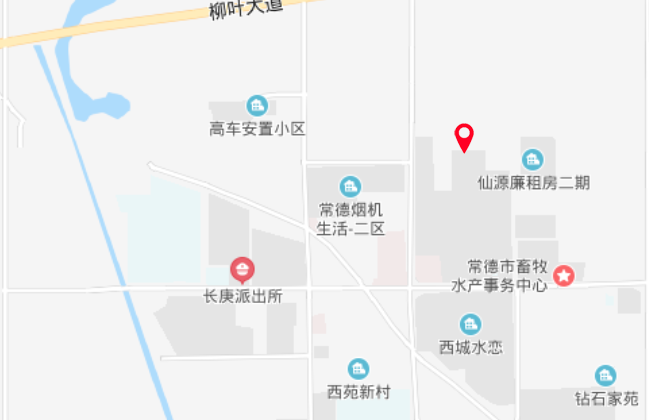 柳叶大道
高车安置小区
仙源廉租房二期
常德烟机
生活-二区
常德市畜牧
水产事务中心
长庚派出所
西城水恋
西苑新村
钻石家苑